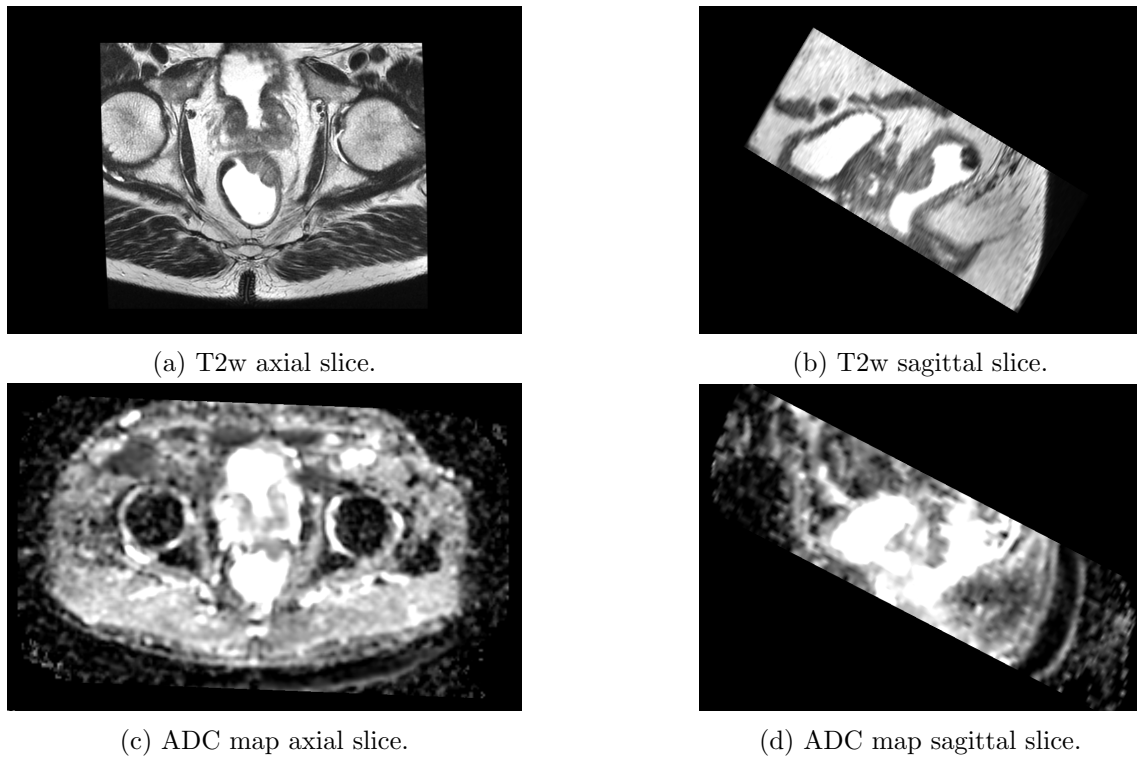 (a) T2w axial slice.
(b) T2w sagittal slice.
(c) ADC map axial slice.
(d) ADC map sagittal slice.